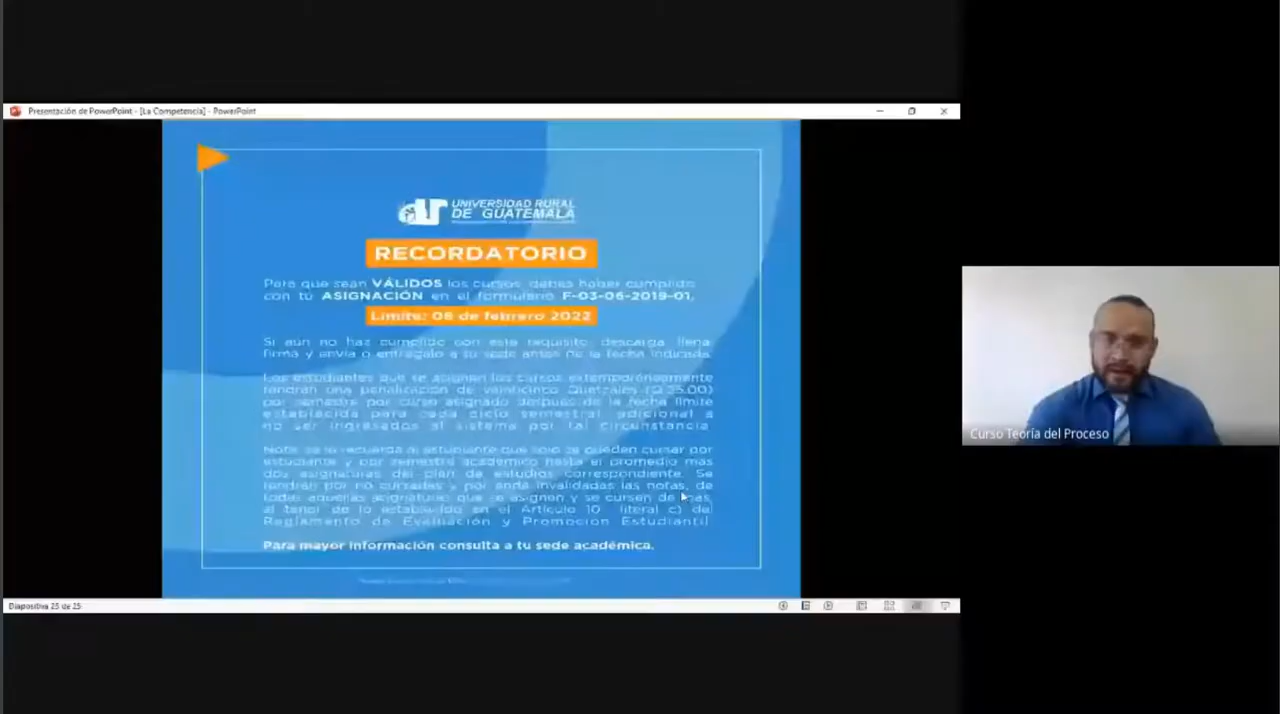 Presentación de PowerPoint - [La Competencia] - PowerPoint
UNIVERSIDAD RURAL
DE GUATEMALA
RECORDATORIO
Para que sean VÁLIDOS los cursos, debes haber cumplido
con tu ASIGNACIÓN en el formulario F-03-06-2019-01.
Límite: 06 de febrero 2022
Si aún no haz cumplido con este requisito, descarga, llena
firma y envía o entrégalo a tu sede antes de la fecha indicada
Los estudiantes que se asignen los cursos extemporáneamente
tendrán una penalización de veinticinco Quetzales (Q.25.00)
por semestre por curso asignado después de la fecha límite
establecida para cada ciclo semestral, adicional a
no ser ingresados al sistema por tal circunstancia
Nota: se le recuerda al estudiante que solo se pueden cursar por
estudiante y por semestre académico hasta el promedio más
dos asignaturas del plan de estudios correspondiente. Se
tendrán por no cursadas y por ende invalidadas las notas, de
todas aquellas asignaturas que se asignen y se cursen de más,
al tenor de lo establecido en el Artículo 10 literal c) del
Reglamento de Evaluación y Promoción Estudiantil
Para mayor información consulta a tu sede académica.
Diapositiva 25 de 25
Curso Teoría del Proceso